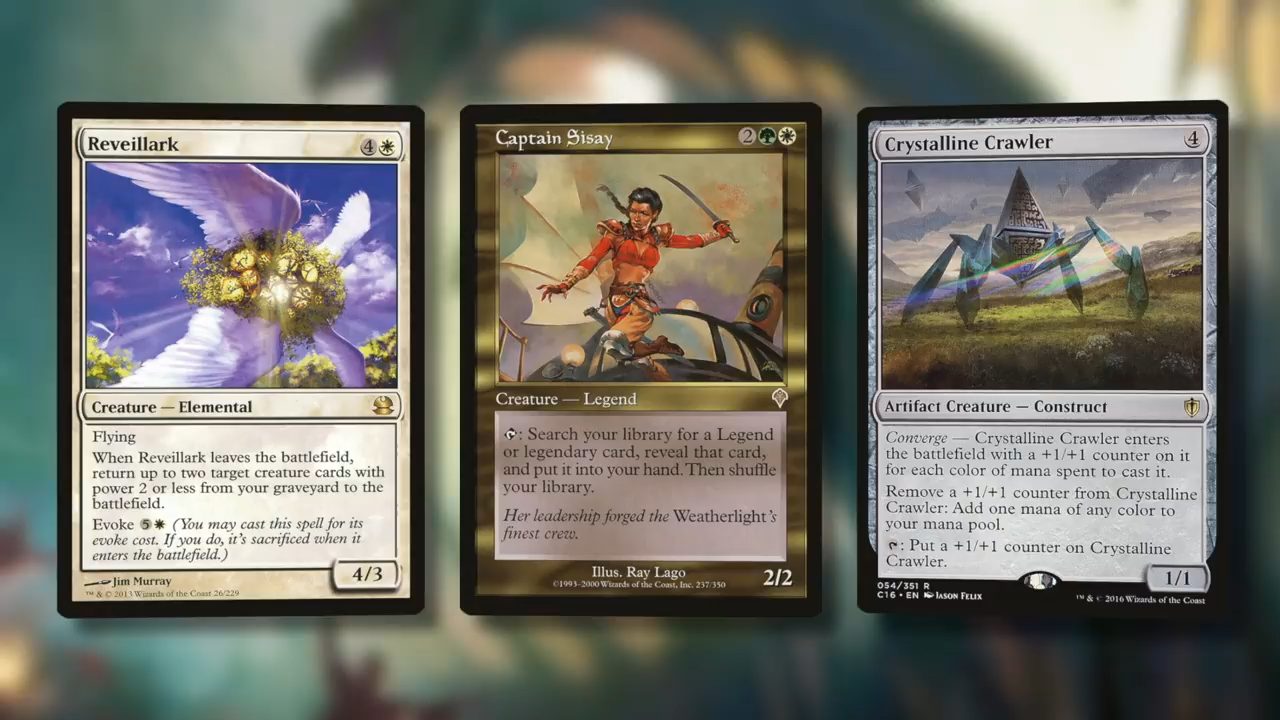 Reveillark
4
Creature — Elemental
Flying
When Reveillark leaves the battlefield,
return up to two target creature cards with
power 2 or less from your graveyard to the
battlefield.
Evoke 5 (You may cast this spell for its
evoke cost. If you do, it's sacrificed when it
enters the battlefield.)
4/3
Jim Murray
™ & © 2013 Wizards of the Coast 26/229
Captain Sisay
2
Creature — Legend
: Search your library for a Legend
or legendary card, reveal that card,
and put it into your hand. Then shuffle
your library.
Her leadership forged the Weatherlight's
finest crew.
Illus. Ray Lago
©1993-2000 Wizards of the Coast, Inc. 237/350
2/2
Crystalline Crawler
4
Artifact Creature — Construct
Converge — Crystalline Crawler enters
the battlefield with a +1/+1 counter on it
for each color of mana spent to cast it.
Remove a +1/+1 counter from Crystalline
Crawler: Add one mana of any color to
your mana pool.
: Put a +1/+1 counter on Crystalline
Crawler.
1/1
054/351 R
C16 • EN Jason Felix
™ & © 2016 Wizards of the Coast